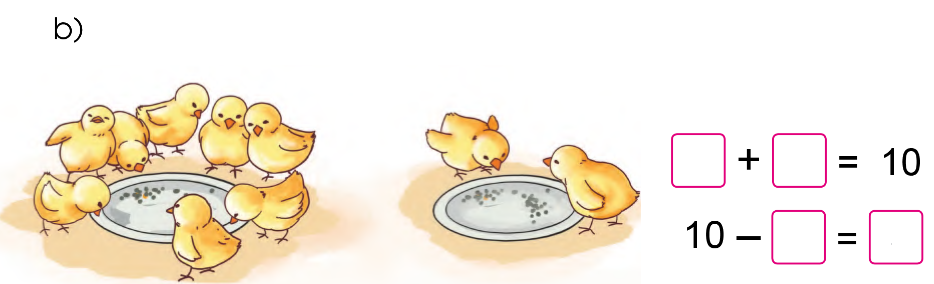 b)
☐ + ☐ = 10
10 – ☐ = ☐